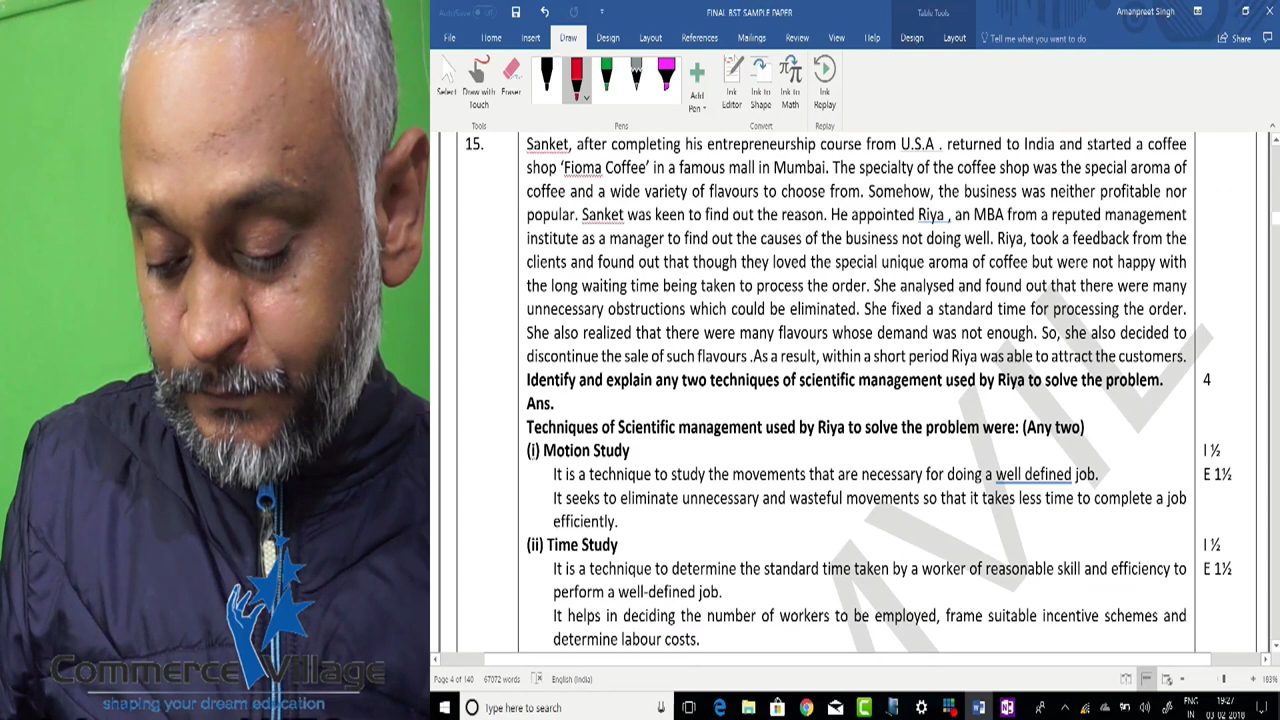 AutoSave
FINAL BST SAMPLE PAPER
Table Tools
Amanpreet Singh
File Home Insert Draw Design Layout References Mailings Review View Help Design Layout Tell me what you want to do Share
Select Draw with Touch Eraser Add Pen Ink Editor Ink to Shape Ink to Math Ink Replay
Tools Pens Convert Replay
15. Sanket, after completing his entrepreneurship course from U.S.A . returned to India and started a coffee
shop ‘Fioma Coffee’ in a famous mall in Mumbai. The specialty of the coffee shop was the special aroma of
coffee and a wide variety of flavours to choose from. Somehow, the business was neither profitable nor
popular. Sanket was keen to find out the reason. He appointed Riya , an MBA from a reputed management
institute as a manager to find out the causes of the business not doing well. Riya, took a feedback from the
clients and found out that though they loved the special unique aroma of coffee but were not happy with
the long waiting time being taken to process the order. She analysed and found out that there were many
unnecessary obstructions which could be eliminated. She fixed a standard time for processing the order.
She also realized that there were many flavours whose demand was not enough. So, she also decided to
discontinue the sale of such flavours .As a result, within a short period Riya was able to attract the customers.
Identify and explain any two techniques of scientific management used by Riya to solve the problem. 4
Ans.
Techniques of Scientific management used by Riya to solve the problem were: (Any two)
(i) Motion Study I ½
It is a technique to study the movements that are necessary for doing a well defined job. E 1½
It seeks to eliminate unnecessary and wasteful movements so that it takes less time to complete a job
efficiently.
(ii) Time Study I ½
It is a technique to determine the standard time taken by a worker of reasonable skill and efficiency to E 1½
perform a well-defined job.
It helps in deciding the number of workers to be employed, frame suitable incentive schemes and
determine labour costs.
MVIL
Commerce Village
shaping your dream education
Page 4 of 140 67072 words English (India) 183%
Type here to search
ENG 19:27
IN 03-02-2018